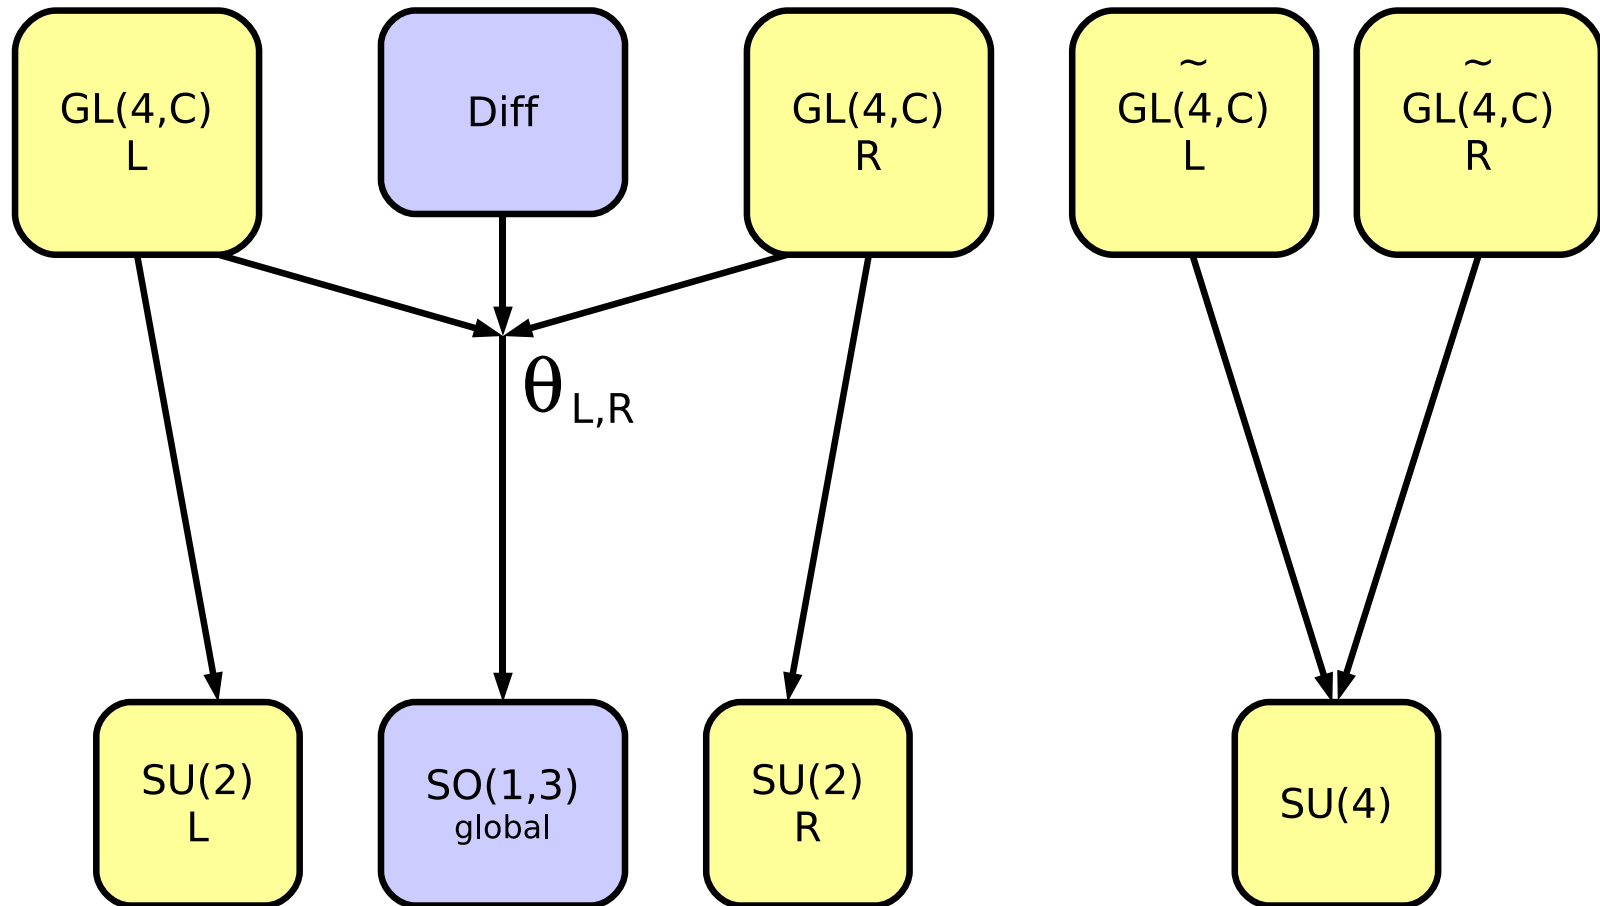 GL(4,C)
L
Diff
GL(4,C)
R
~
GL(4,C)
L
~
GL(4,C)
R
θ L,R
SU(2)
L
SO(1,3)
global
SU(2)
R
SU(4)